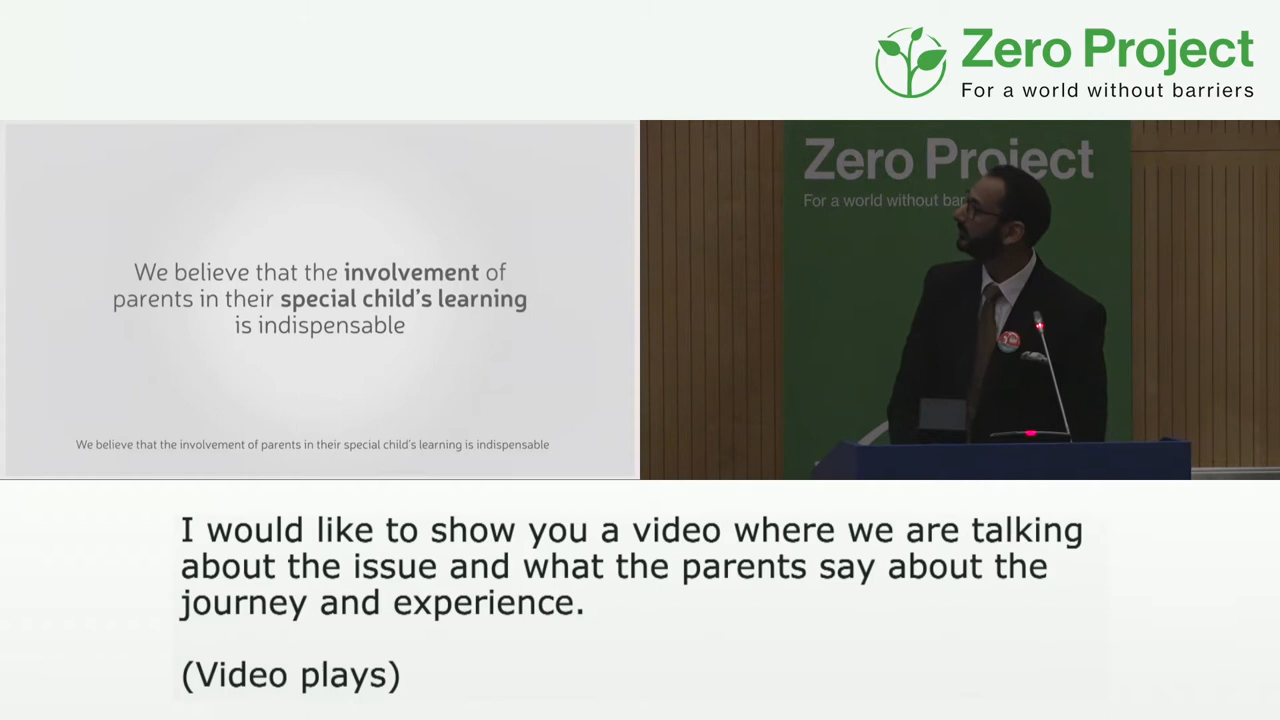 Zero Project
For a world without barriers
We believe that the involvement of
parents in their special child's learning
is indispensable
We believe that the involvement of parents in their special child's learning is indispensable
Zero Project
For a world without bar
I would like to show you a video where we are talking
about the issue and what the parents say about the
journey and experience.
(Video plays)